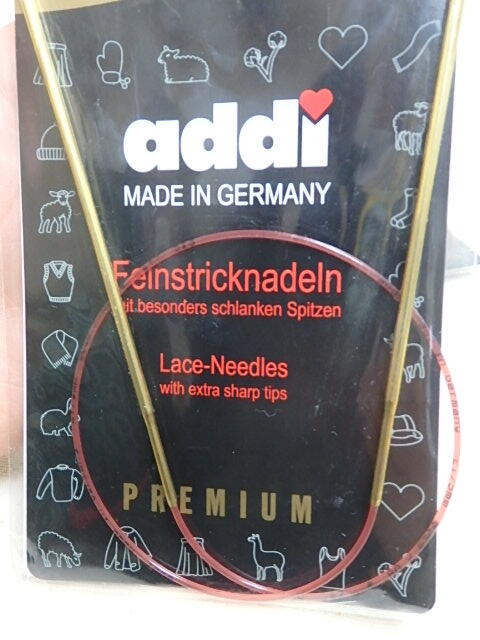 addi
MADE IN GERMANY
Feinstricknadeln
mit besonders schlanken Spitzen
Lace-Needles
with extra sharp tips
PREMIUM